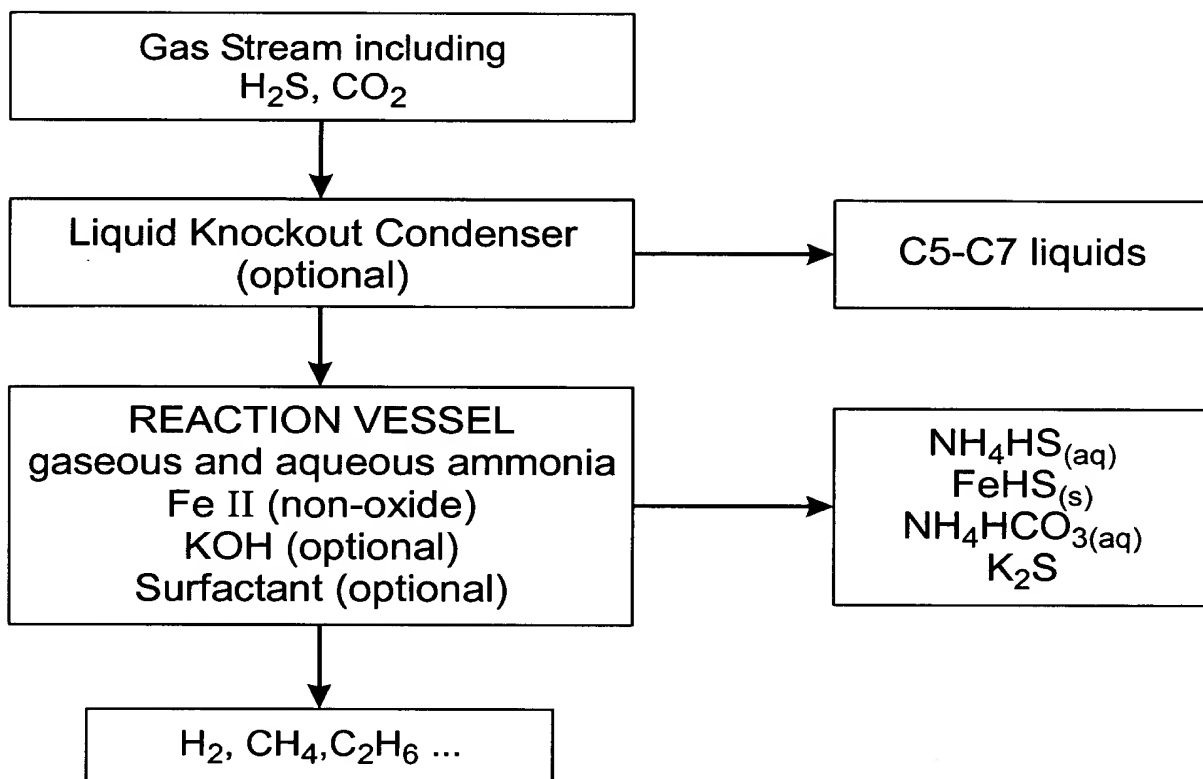 Gas Stream including
H₂S, CO₂
Liquid Knockout Condenser
(optional)
C5-C7 liquids
REACTION VESSEL
gaseous and aqueous ammonia
Fe II (non-oxide)
KOH (optional)
Surfactant (optional)
NH₄HS₍aq₎
FeHS₍s₎
NH₄HCO₃₍aq₎
K₂S
H₂, CH₄,C₂H₆ ...